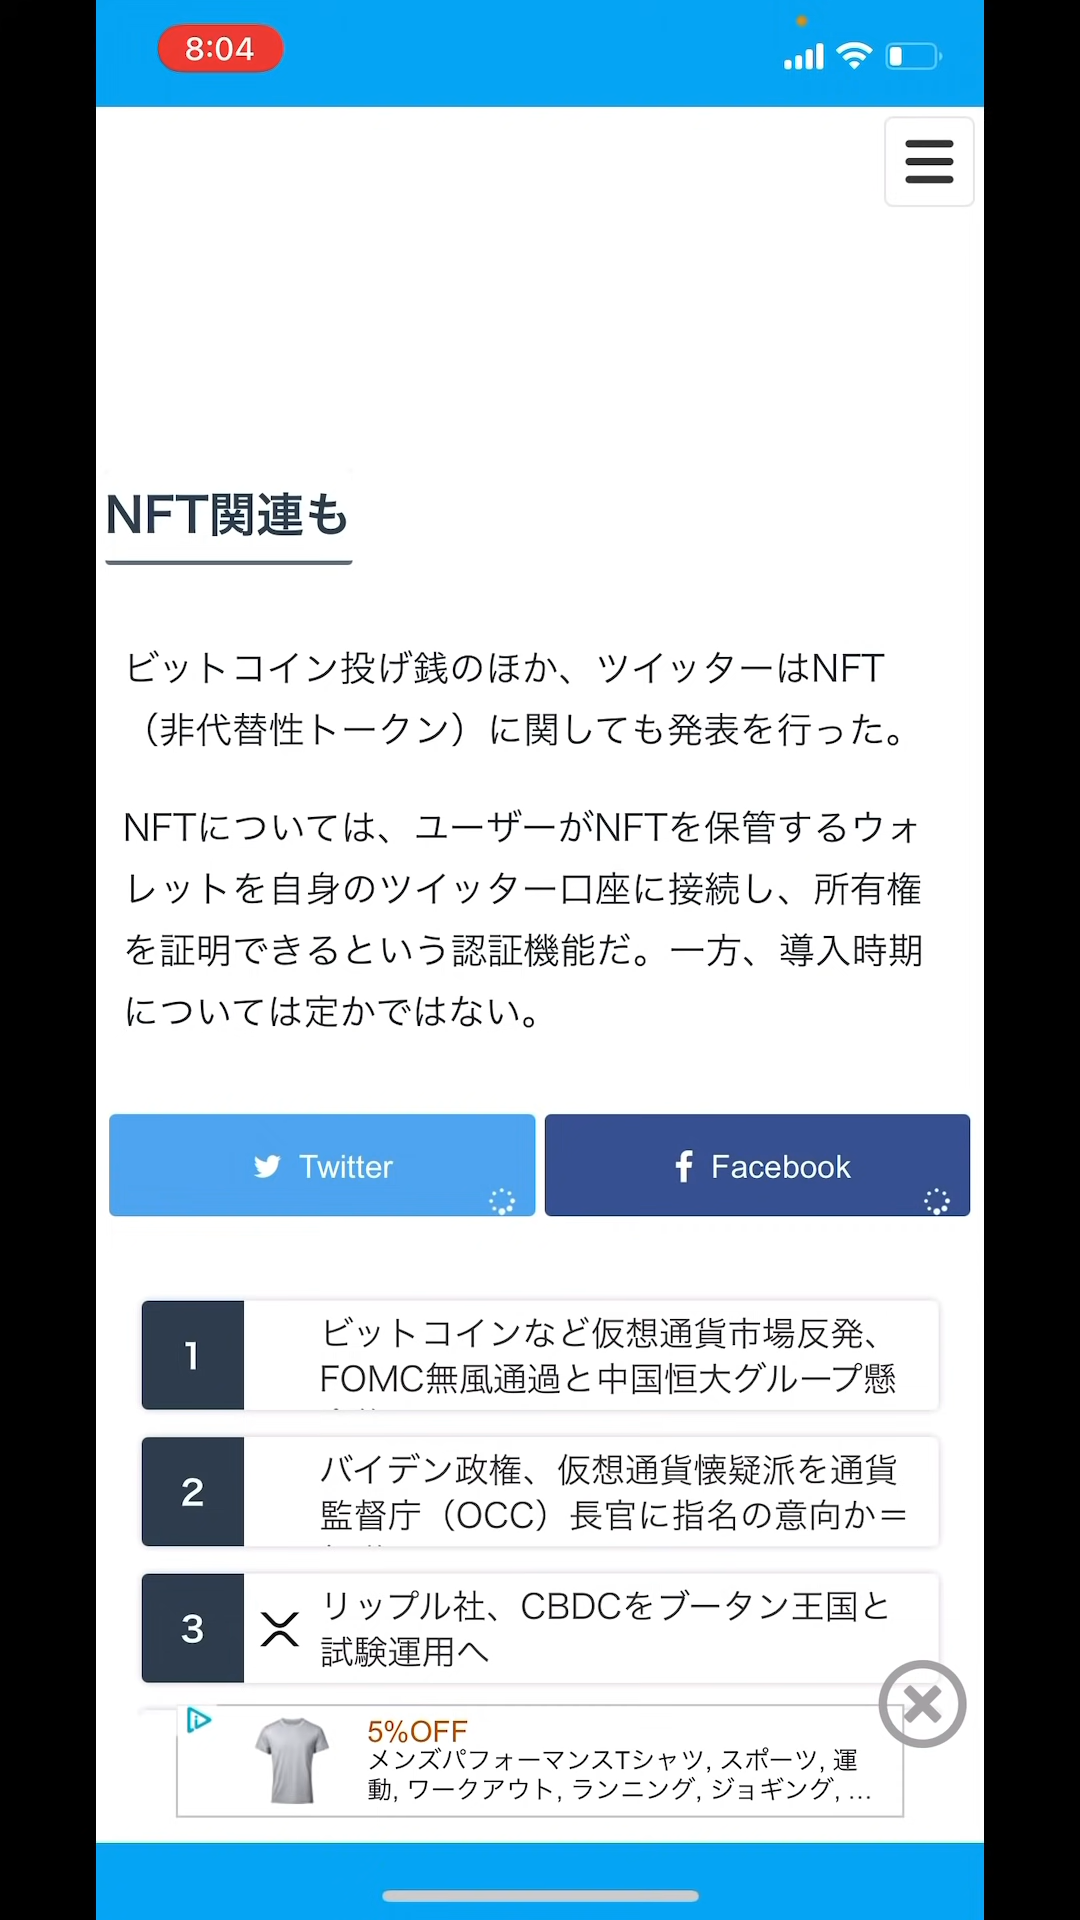 8:04
NFT関連も
ビットコイン投げ銭のほか、ツイッターはNFT
（非代替性トークン）に関しても発表を行った。
NFTについては、ユーザーがNFTを保管するウォ
レットを自身のツイッター口座に接続し、所有権
を証明できるという認証機能だ。一方、導入時期
については定かではない。
Twitter
Facebook
1
ビットコインなど仮想通貨市場反発、
FOMC無風通過と中国恒大グループ懸
2
バイデン政権、仮想通貨懐疑派を通貨
監督庁（OCC）長官に指名の意向か＝
3
リップル社、CBDCをブータン王国と
試験運用へ
5%OFF
メンズパフォーマンスTシャツ, スポーツ, 運
動, ワークアウト, ランニング, ジョギング, ...